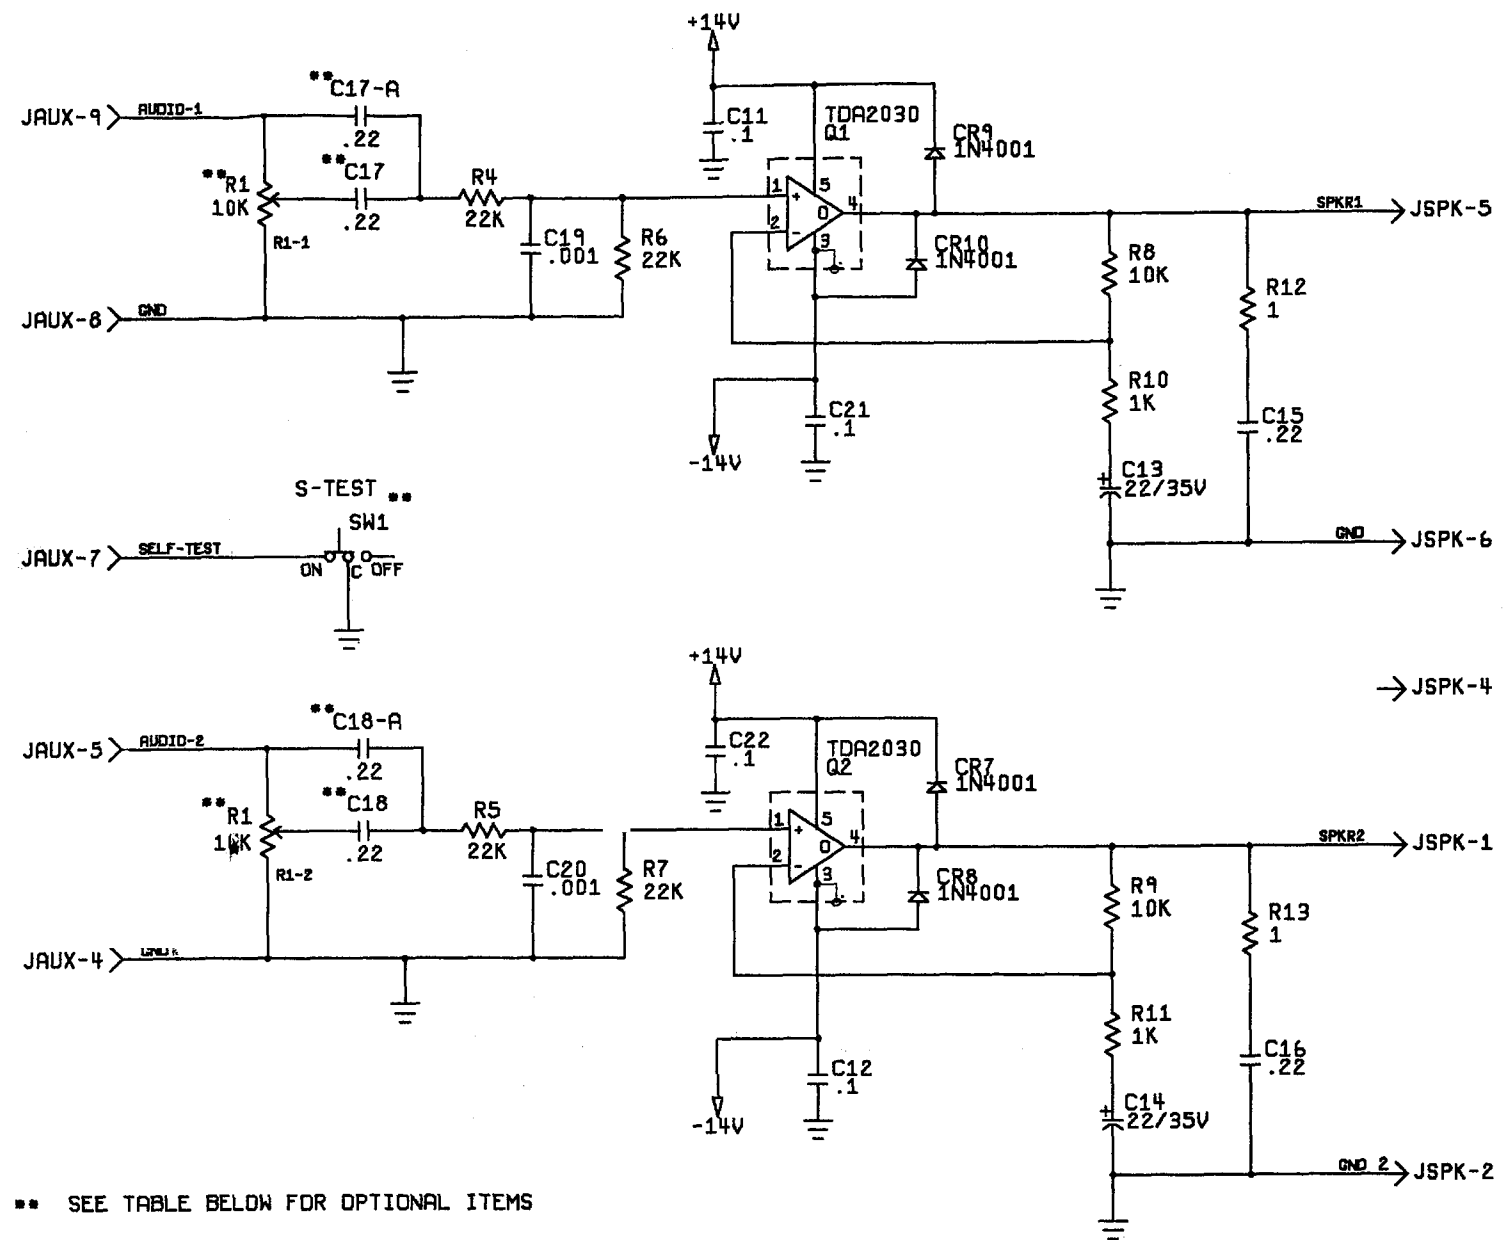 +14V
**C17-A
JAUX-9 AUDIO-1
.22
**C17
**R1
10K
.22
R1-1
R4
22K
C19
.001
R6
22K
C11
.1
TDA2030
Q1
CR9
1N4001
1
+
5
O
4
2
-
3
CR10
1N4001
SPKR1 JSPK-5
R8
10K
R12
1
JAUX-8 GND
R10
1K
C21
.1
-14V
C15
.22
+
C13
22/35V
S-TEST **
SW1
JAUX-7 SELF-TEST
ON C OFF
GND JSPK-6
+14V
JSPK-4
**C18-A
JAUX-5 AUDIO-2
.22
**C18
**R1
.22
R1-2
R5
22K
C20
.001
R7
22K
C22
.1
TDA2030
Q2
CR7
1N4001
1
+
5
O
4
2
-
3
CR8
1N4001
SPKR2 JSPK-1
R9
10K
R13
1
JAUX-4
R11
1K
C12
.1
-14V
C16
.22
+
C14
22/35V
GND 2 JSPK-2
** SEE TABLE BELOW FOR OPTIONAL ITEMS